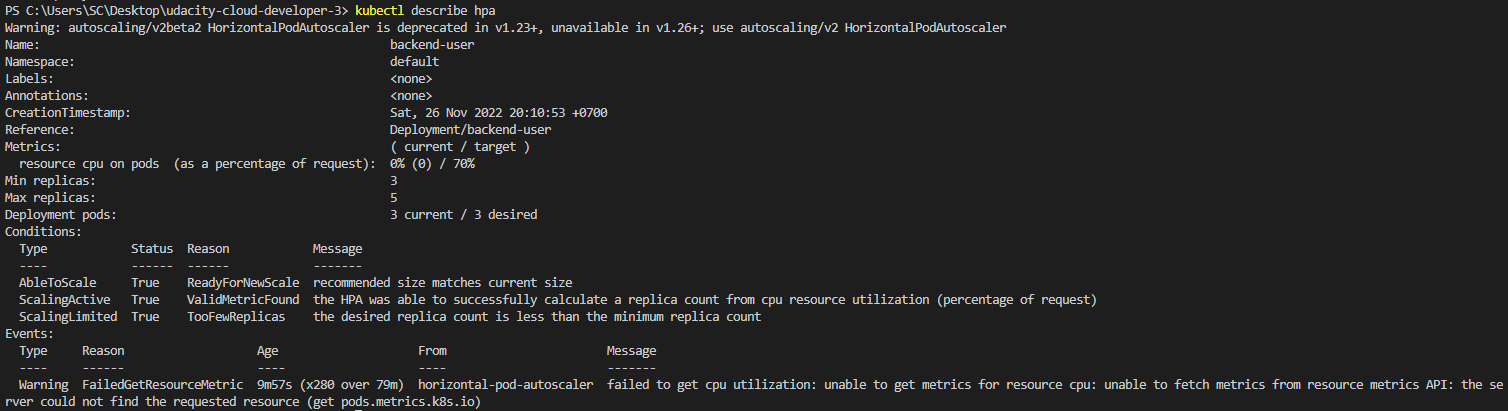 PS C:\Users\SC\Desktop\udacity-cloud-developer-3> kubectl describe hpa
Warning: autoscaling/v2beta2 HorizontalPodAutoscaler is deprecated in v1.23+, unavailable in v1.26+; use autoscaling/v2 HorizontalPodAutoscaler
Name: backend-user
Namespace: default
Labels: <none>
Annotations: <none>
CreationTimestamp: Sat, 26 Nov 2022 20:10:53 +0700
Reference: Deployment/backend-user
Metrics: ( current / target )
resource cpu on pods (as a percentage of request): 0% (0) / 70%
Min replicas: 3
Max replicas: 5
Deployment pods: 3 current / 3 desired
Conditions:
Type Status Reason Message
---- ------ ------ -------
AbleToScale True ReadyForNewScale recommended size matches current size
ScalingActive True ValidMetricFound the HPA was able to successfully calculate a replica count from cpu resource utilization (percentage of request)
ScalingLimited True TooFewReplicas the desired replica count is less than the minimum replica count
Events:
Type Reason Age From Message
---- ------ ---- ---- -------
Warning FailedGetResourceMetric 9m57s (x280 over 79m) horizontal-pod-autoscaler failed to get cpu utilization: unable to get metrics for resource cpu: unable to fetch metrics from resource metrics API: the se
rver could not find the requested resource (get pods.metrics.k8s.io)